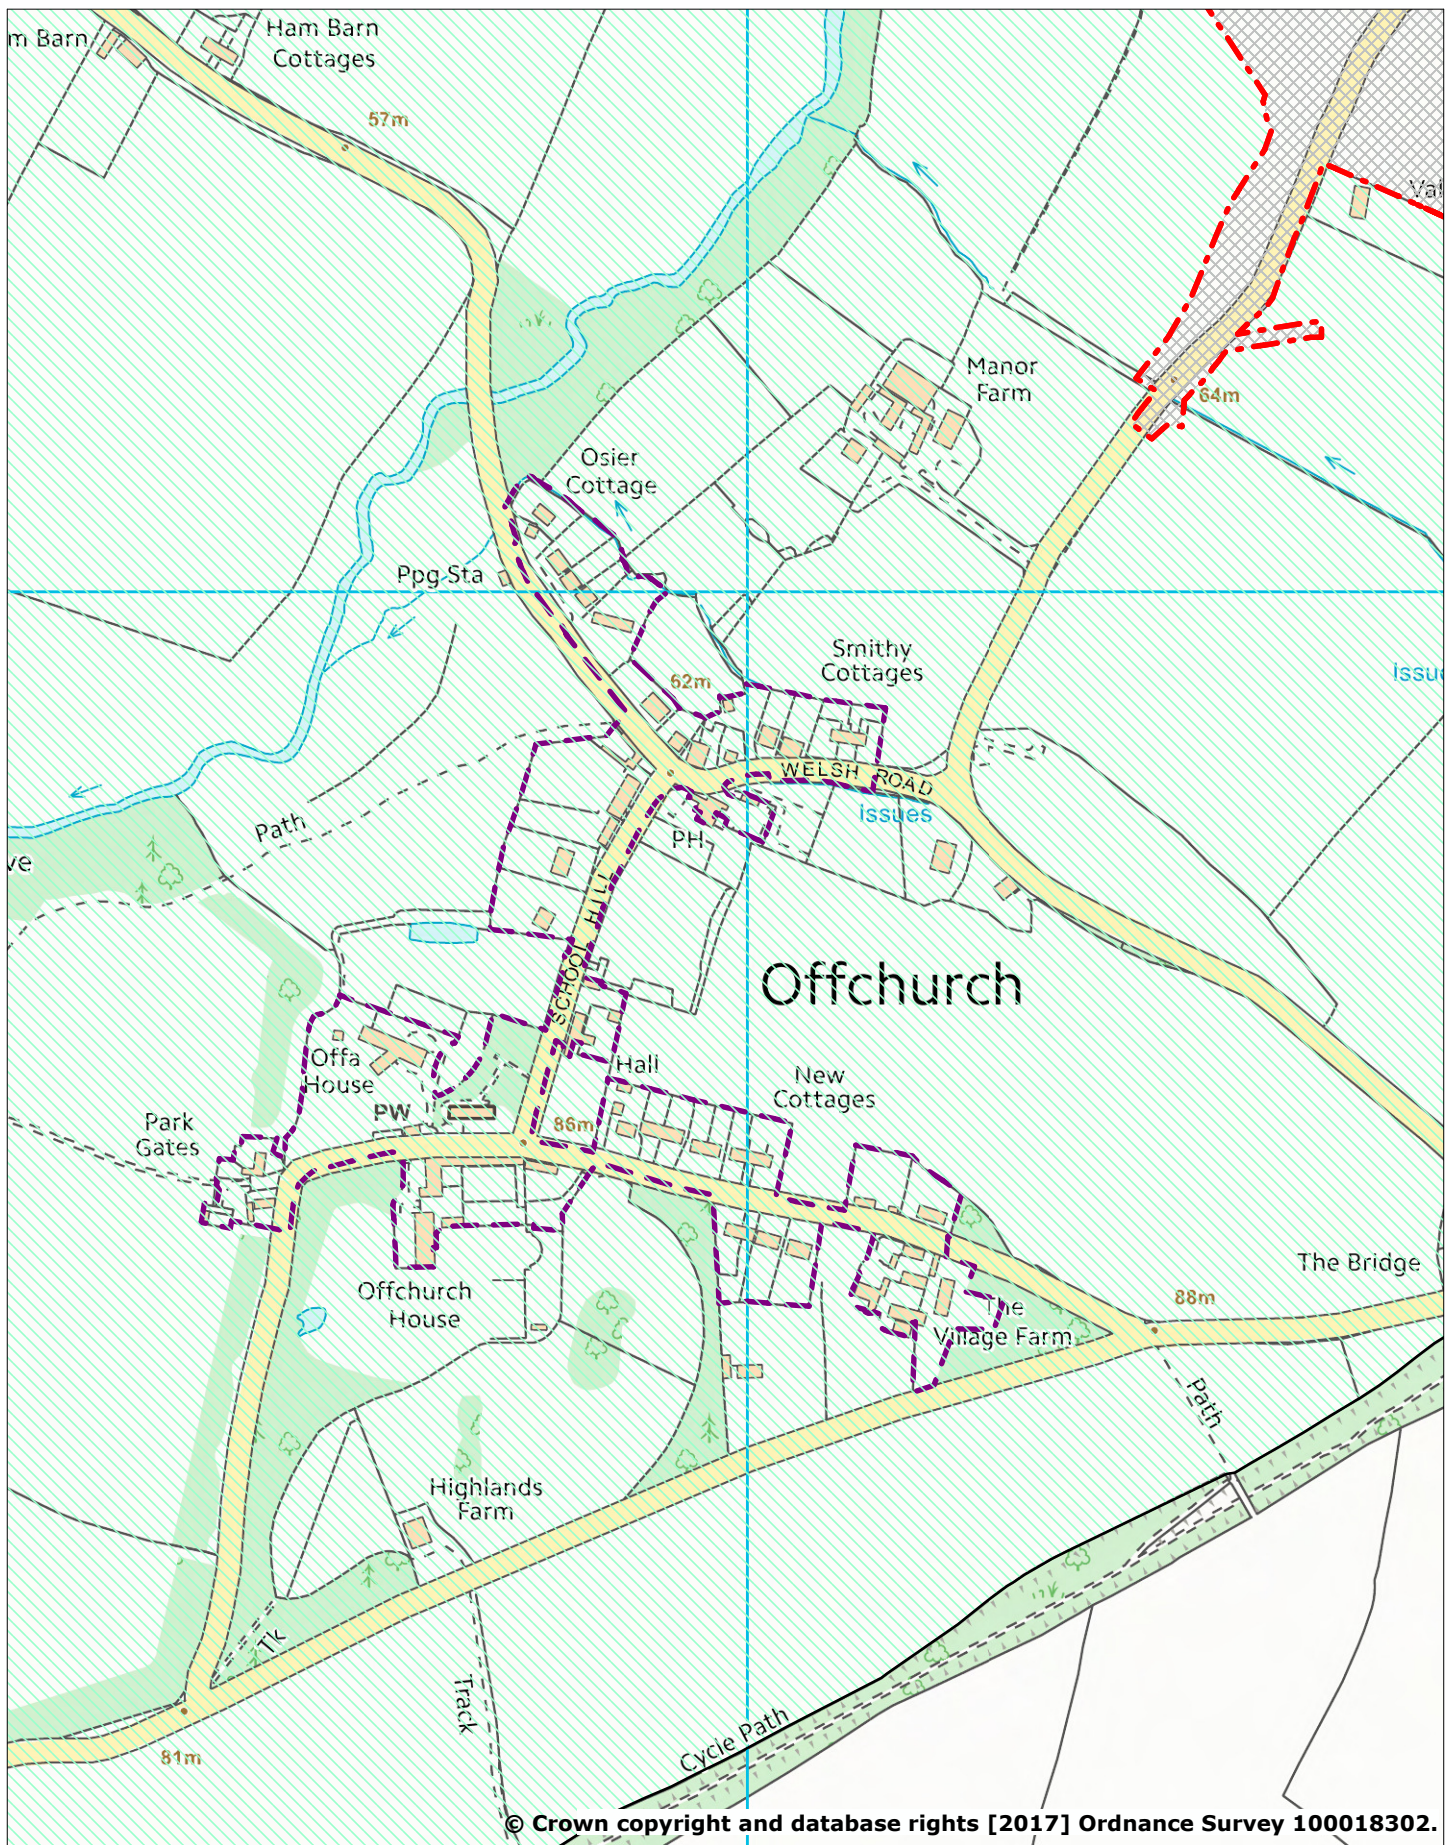 m Barn
Ham Barn
Cottages
57m
Val
Manor
Farm
64m
Osier
Cottage
Ppg Sta
Smithy
Cottages
62m
issue
WELSH ROAD
issues
PH
Path
ve
SCHOOL HILL
Offchurch
Offa
House
Hall
New
Cottages
PW
86m
Park
Gates
The Bridge
88m
Offchurch
House
The
Village Farm
Path
Highlands
Farm
Tk
Track
Cycle Path
81m
© Crown copyright and database rights [2017] Ordnance Survey 100018302.